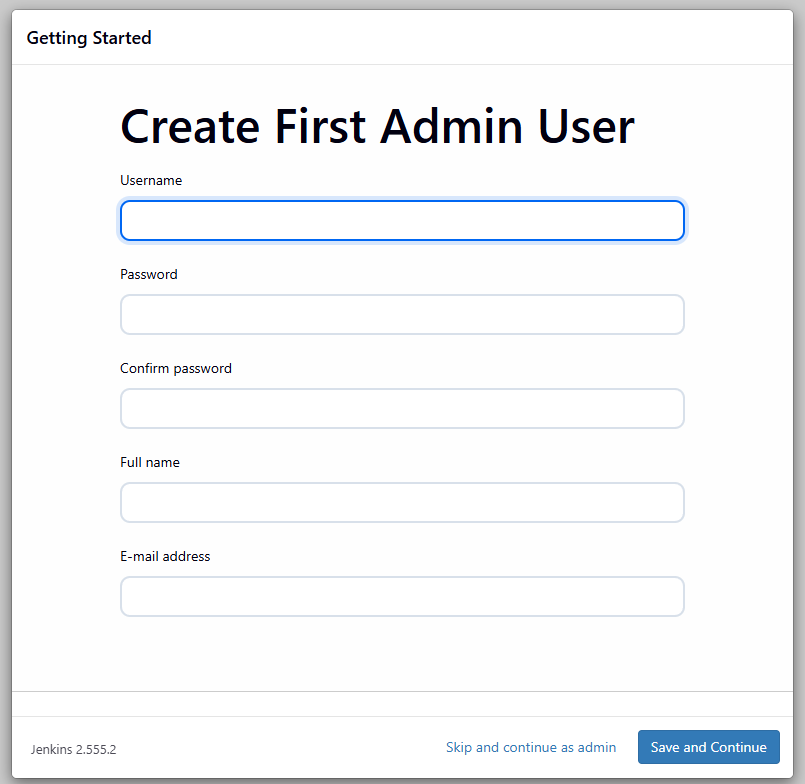 Getting Started
Create First Admin User
Username
Password
Confirm password
Full name
E-mail address
Jenkins 2.555.2
Skip and continue as admin
Save and Continue